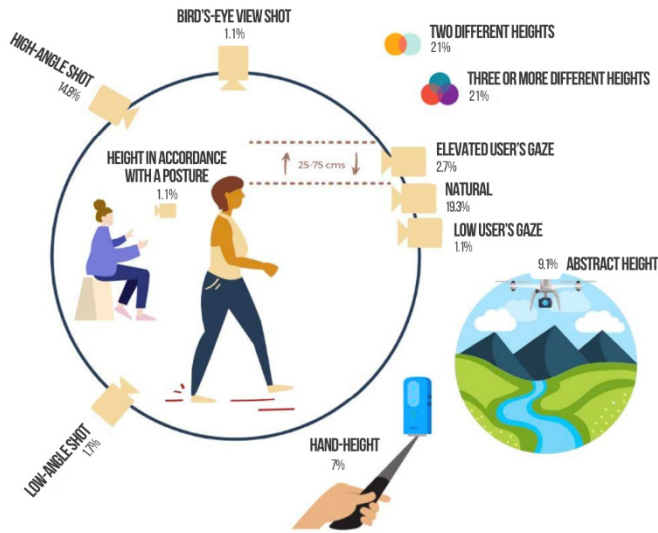 BIRD'S-EYE VIEW SHOT
1.1%
HIGH-ANGLE SHOT
14.8%
TWO DIFFERENT HEIGHTS
21%
THREE OR MORE DIFFERENT HEIGHTS
21%
HEIGHT IN ACCORDANCE
WITH A POSTURE
1.1%
25-75 cms
ELEVATED USER'S GAZE
2.7%
NATURAL
19.3%
LOW USER'S GAZE
1.1%
9,1% ABSTRACT HEIGHT
LOW-ANGLE SHOT
1.7%
HAND-HEIGHT
7%